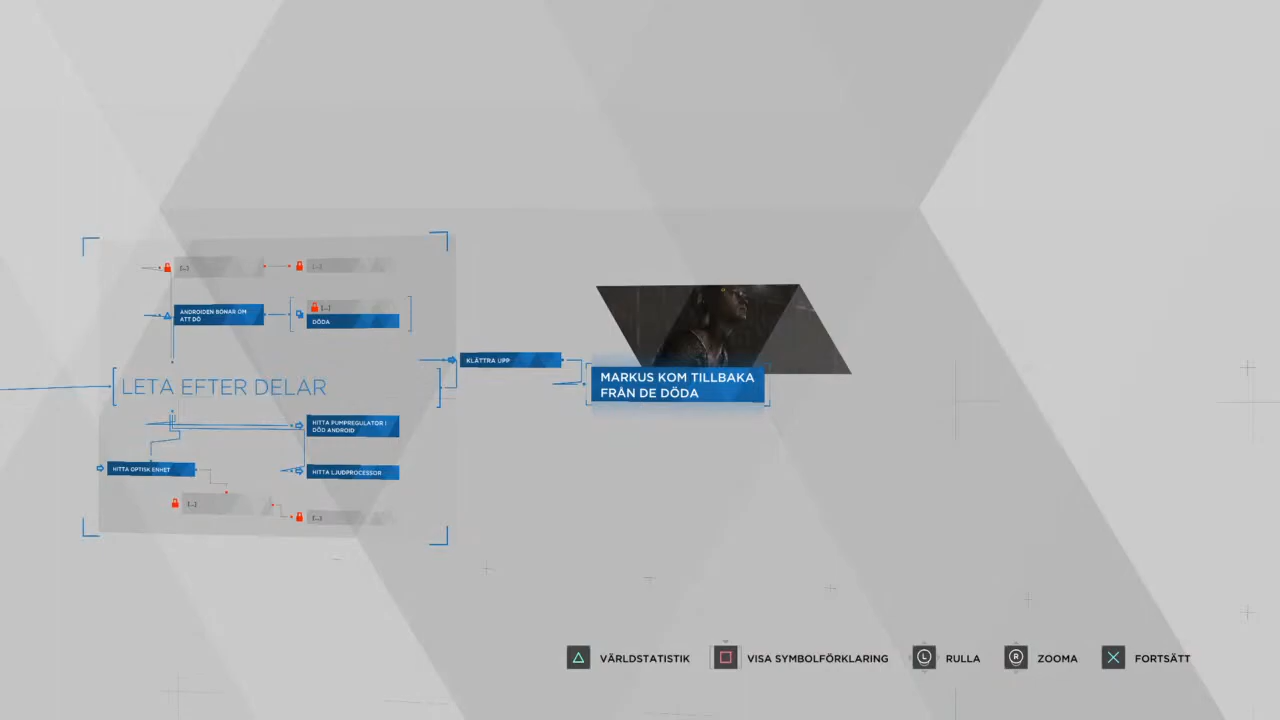 [...]
[...]
ANDROIDEN BÖNAR OM
ATT DÖ
[...]
DÖDA
KLÄTTRA UPP
MARKUS KOM TILLBAKA
FRÅN DE DÖDA
LETA EFTER DELAR
HITTA PUMPREGULATOR I
DÖD ANDROID
HITTA OPTISK ENHET
HITTA LJUDPROCESSOR
[...]
[...]
VÄRLDSTATISTIK
VISA SYMBOLFÖRKLARING
L
RULLA
R
ZOOMA
FORTSÄTT